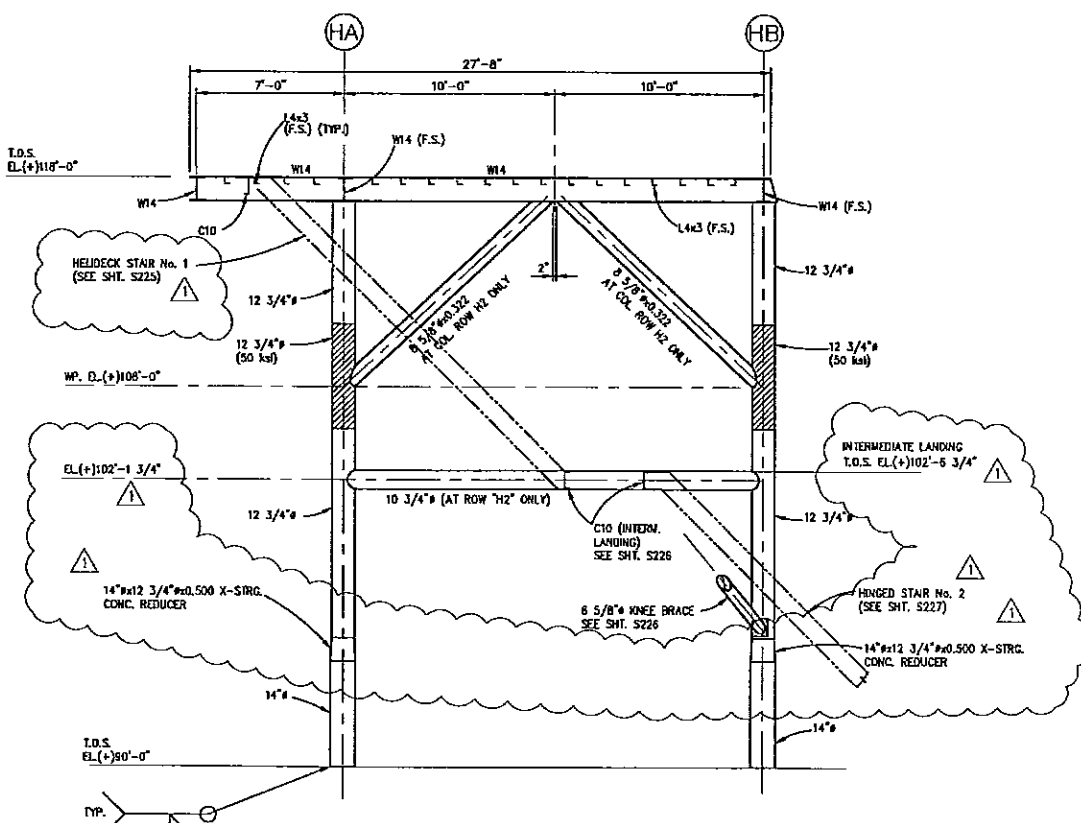 HA
HB
27'-8"
7'-0"
10'-0"
10'-0"
L4x3
(F.S.) (TYP.)
W14 (F.S.)
T.O.S.
EL.(+)118'-0"
W14
W14
W14
C10
L4x3 (F.S.)
W14 (F.S.)
HELIDECK STAIR No. 1
(SEE SHT. S225)
1
2"
12 3/4"ø
12 3/4"ø
8 5/8"øx0.322
AT COL. ROW H2 ONLY
8 5/8"øx0.322
AT COL. ROW H2 ONLY
12 3/4"ø
(50 ksi)
12 3/4"ø
(50 ksi)
WP. EL.(+)108'-0"
INTERMEDIATE LANDING
T.O.S. EL.(+)102'-6 3/4"
1
EL.(+)102'-1 3/4"
1
10 3/4"ø (AT ROW "H2" ONLY)
12 3/4"ø
12 3/4"ø
C10 (INTERM.
LANDING)
SEE SHT. S226
1
1
14"øx12 3/4"øx0.500 X-STRG.
CONC. REDUCER
6 5/8"ø KNEE BRACE
SEE SHT. S226
HINGED STAIR No. 2
(SEE SHT. S227)
1
14"øx12 3/4"øx0.500 X-STRG.
CONC. REDUCER
14"ø
14"ø
T.O.S.
EL.(+)90'-0"
TYP.